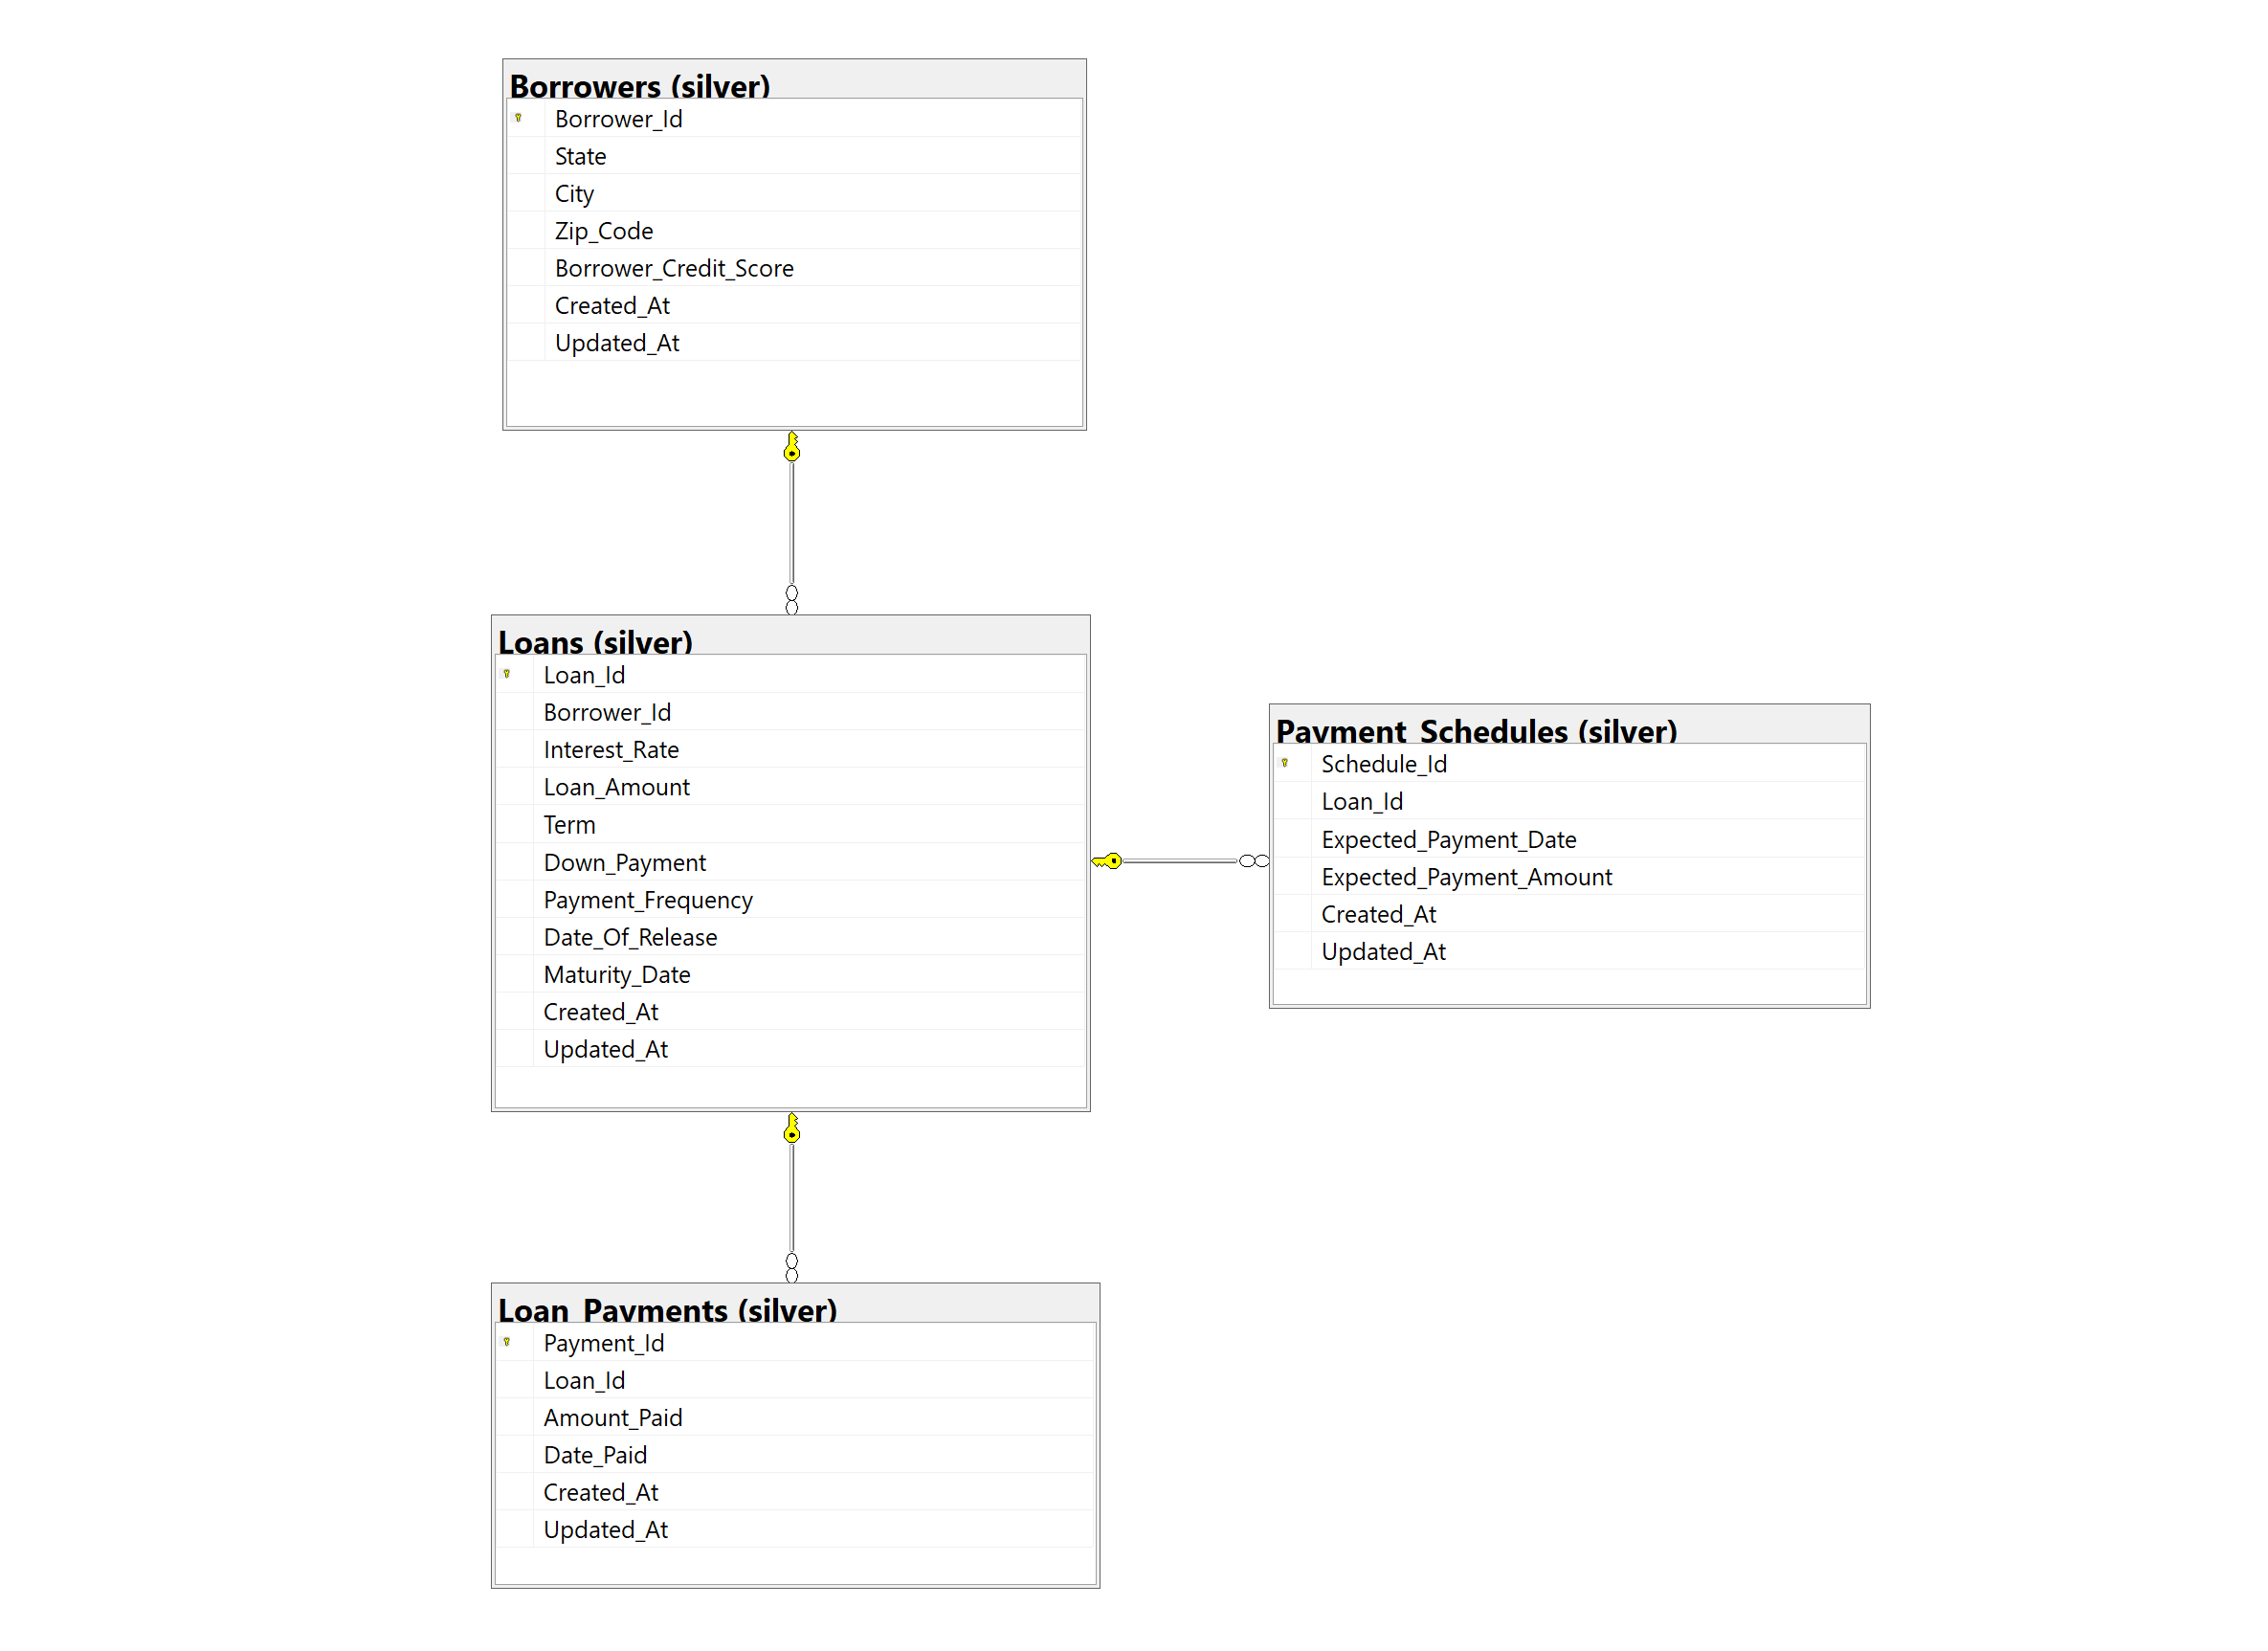 Borrowers (silver)
Borrower_Id
State
City
Zip_Code
Borrower_Credit_Score
Created_At
Updated_At
Loans (silver)
Loan_Id
Borrower_Id
Interest_Rate
Loan_Amount
Term
Down_Payment
Payment_Frequency
Date_Of_Release
Maturity_Date
Created_At
Updated_At
Payment_Schedules (silver)
Schedule_Id
Loan_Id
Expected_Payment_Date
Expected_Payment_Amount
Created_At
Updated_At
Loan_Payments (silver)
Payment_Id
Loan_Id
Amount_Paid
Date_Paid
Created_At
Updated_At